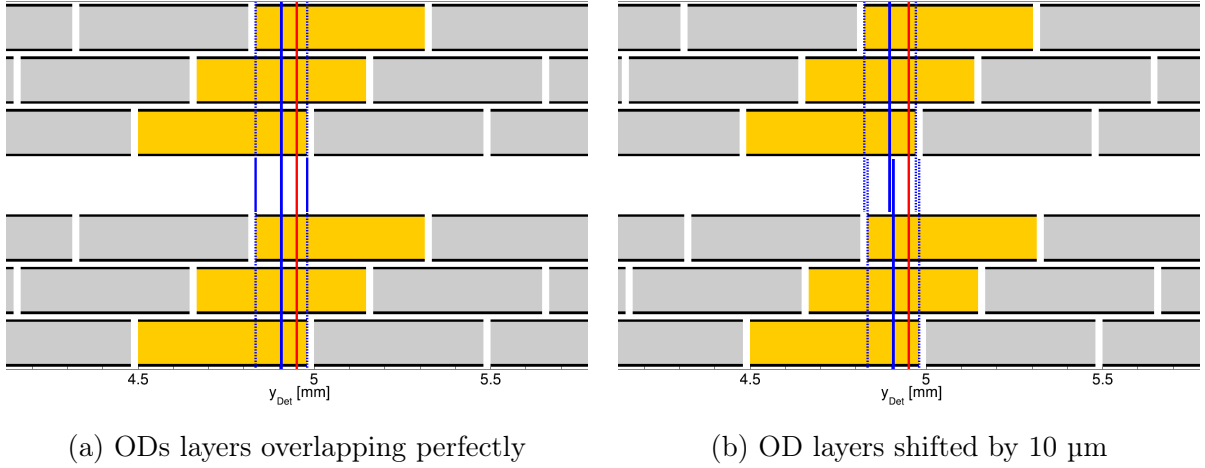 4.5 5 5.5
y_Det [mm]
4.5 5 5.5
y_Det [mm]
(a) ODs layers overlapping perfectly
(b) OD layers shifted by 10 µm